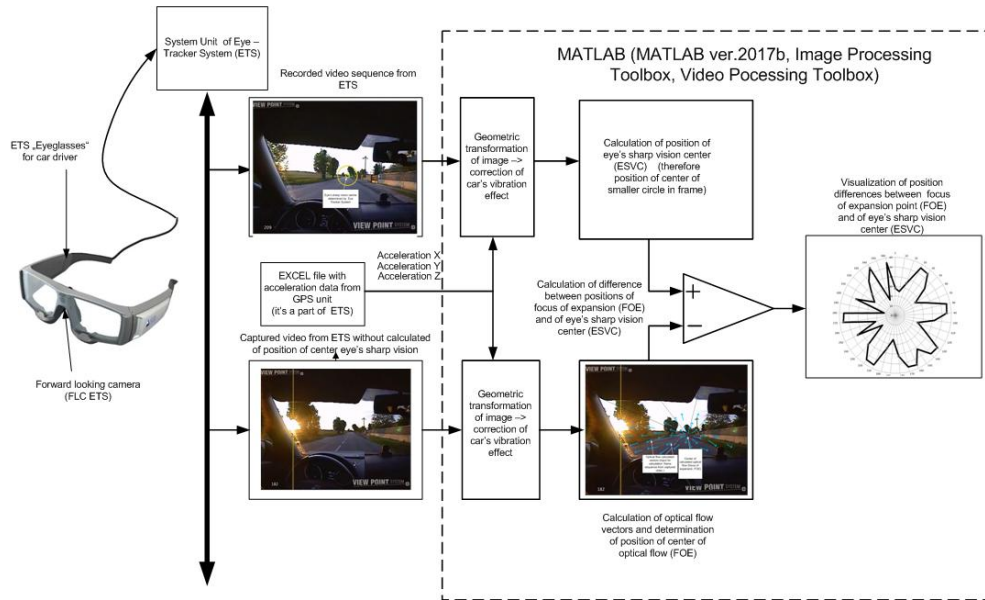 System Unit of Eye –
Tracker System (ETS)
MATLAB (MATLAB ver.2017b, Image Processing
Toolbox, Video Pocessing Toolbox)
Recorded video sequence from
ETS
ETS „Eyeglasses“
for car driver
VIEW POINT
VIEW POINT SYSTEM
Geometric
transformation
of image –>
correction of
car's vibration
effect
Calculation of position of
eye's sharp vision center
(ESVC) (therefore
position of center of
smaller circle in frame)
Visualization of position
differences between focus
of expansion point (FOE)
and of eye's sharp vision
center (ESVC)
Acceleration X
Acceleration Y
Acceleration Z
EXCEL file with
acceleration data from
GPS unit
(it's a part of ETS)
Calculation of difference
between positions of
focus of expansion (FOE)
and of eye's sharp vision
center (ESVC)
+
−
Captured video from ETS without calculated
of position of center eye's sharp vision
Forward looking camera
(FLC ETS)
VIEW POINT
VIEW POINT SYSTEM
Geometric
transformation
of image –>
correction of
car's vibration
effect
VIEW POINT
VIEW POINT SYSTEM
Calculation of optical flow
vectors and determination
of position of center of
optical flow (FOE)